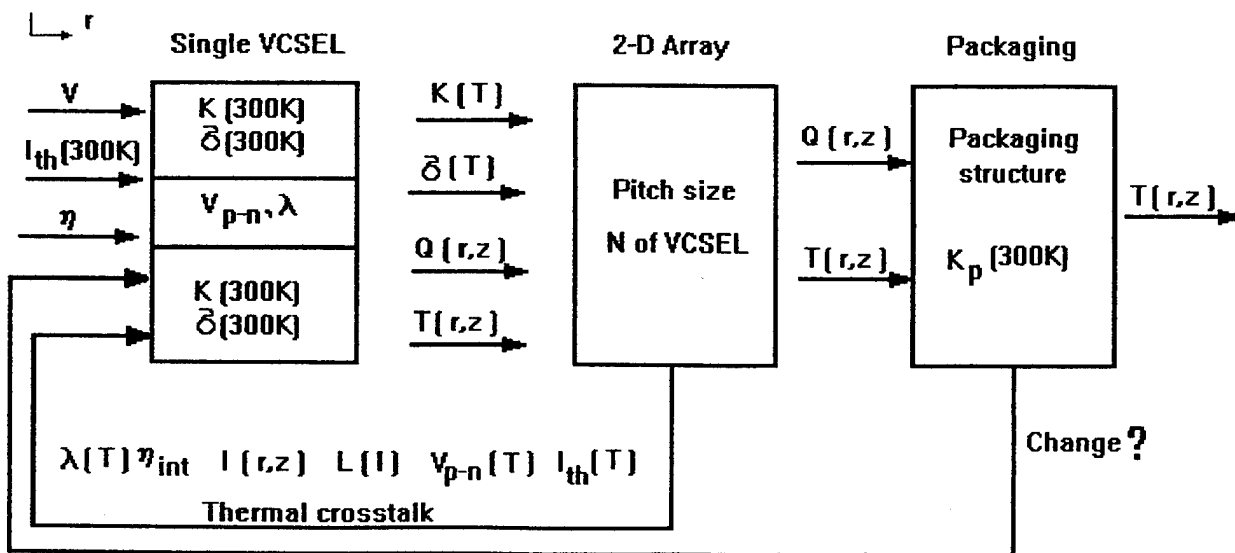 r
Single VCSEL
2-D Array
Packaging
V
I_th (300K)
η
K (300K)
δ̄ (300K)
V_p-n, λ
K (300K)
δ̄ (300K)
K (T)
δ̄ (T)
Q (r,z)
T (r,z)
Pitch size
N of VCSEL
Q (r,z)
T (r,z)
Packaging
structure
K_p (300K)
T (r,z)
Change ?
λ(T) η_int I (r,z) L (I) V_p-n (T) I_th (T)
Thermal crosstalk